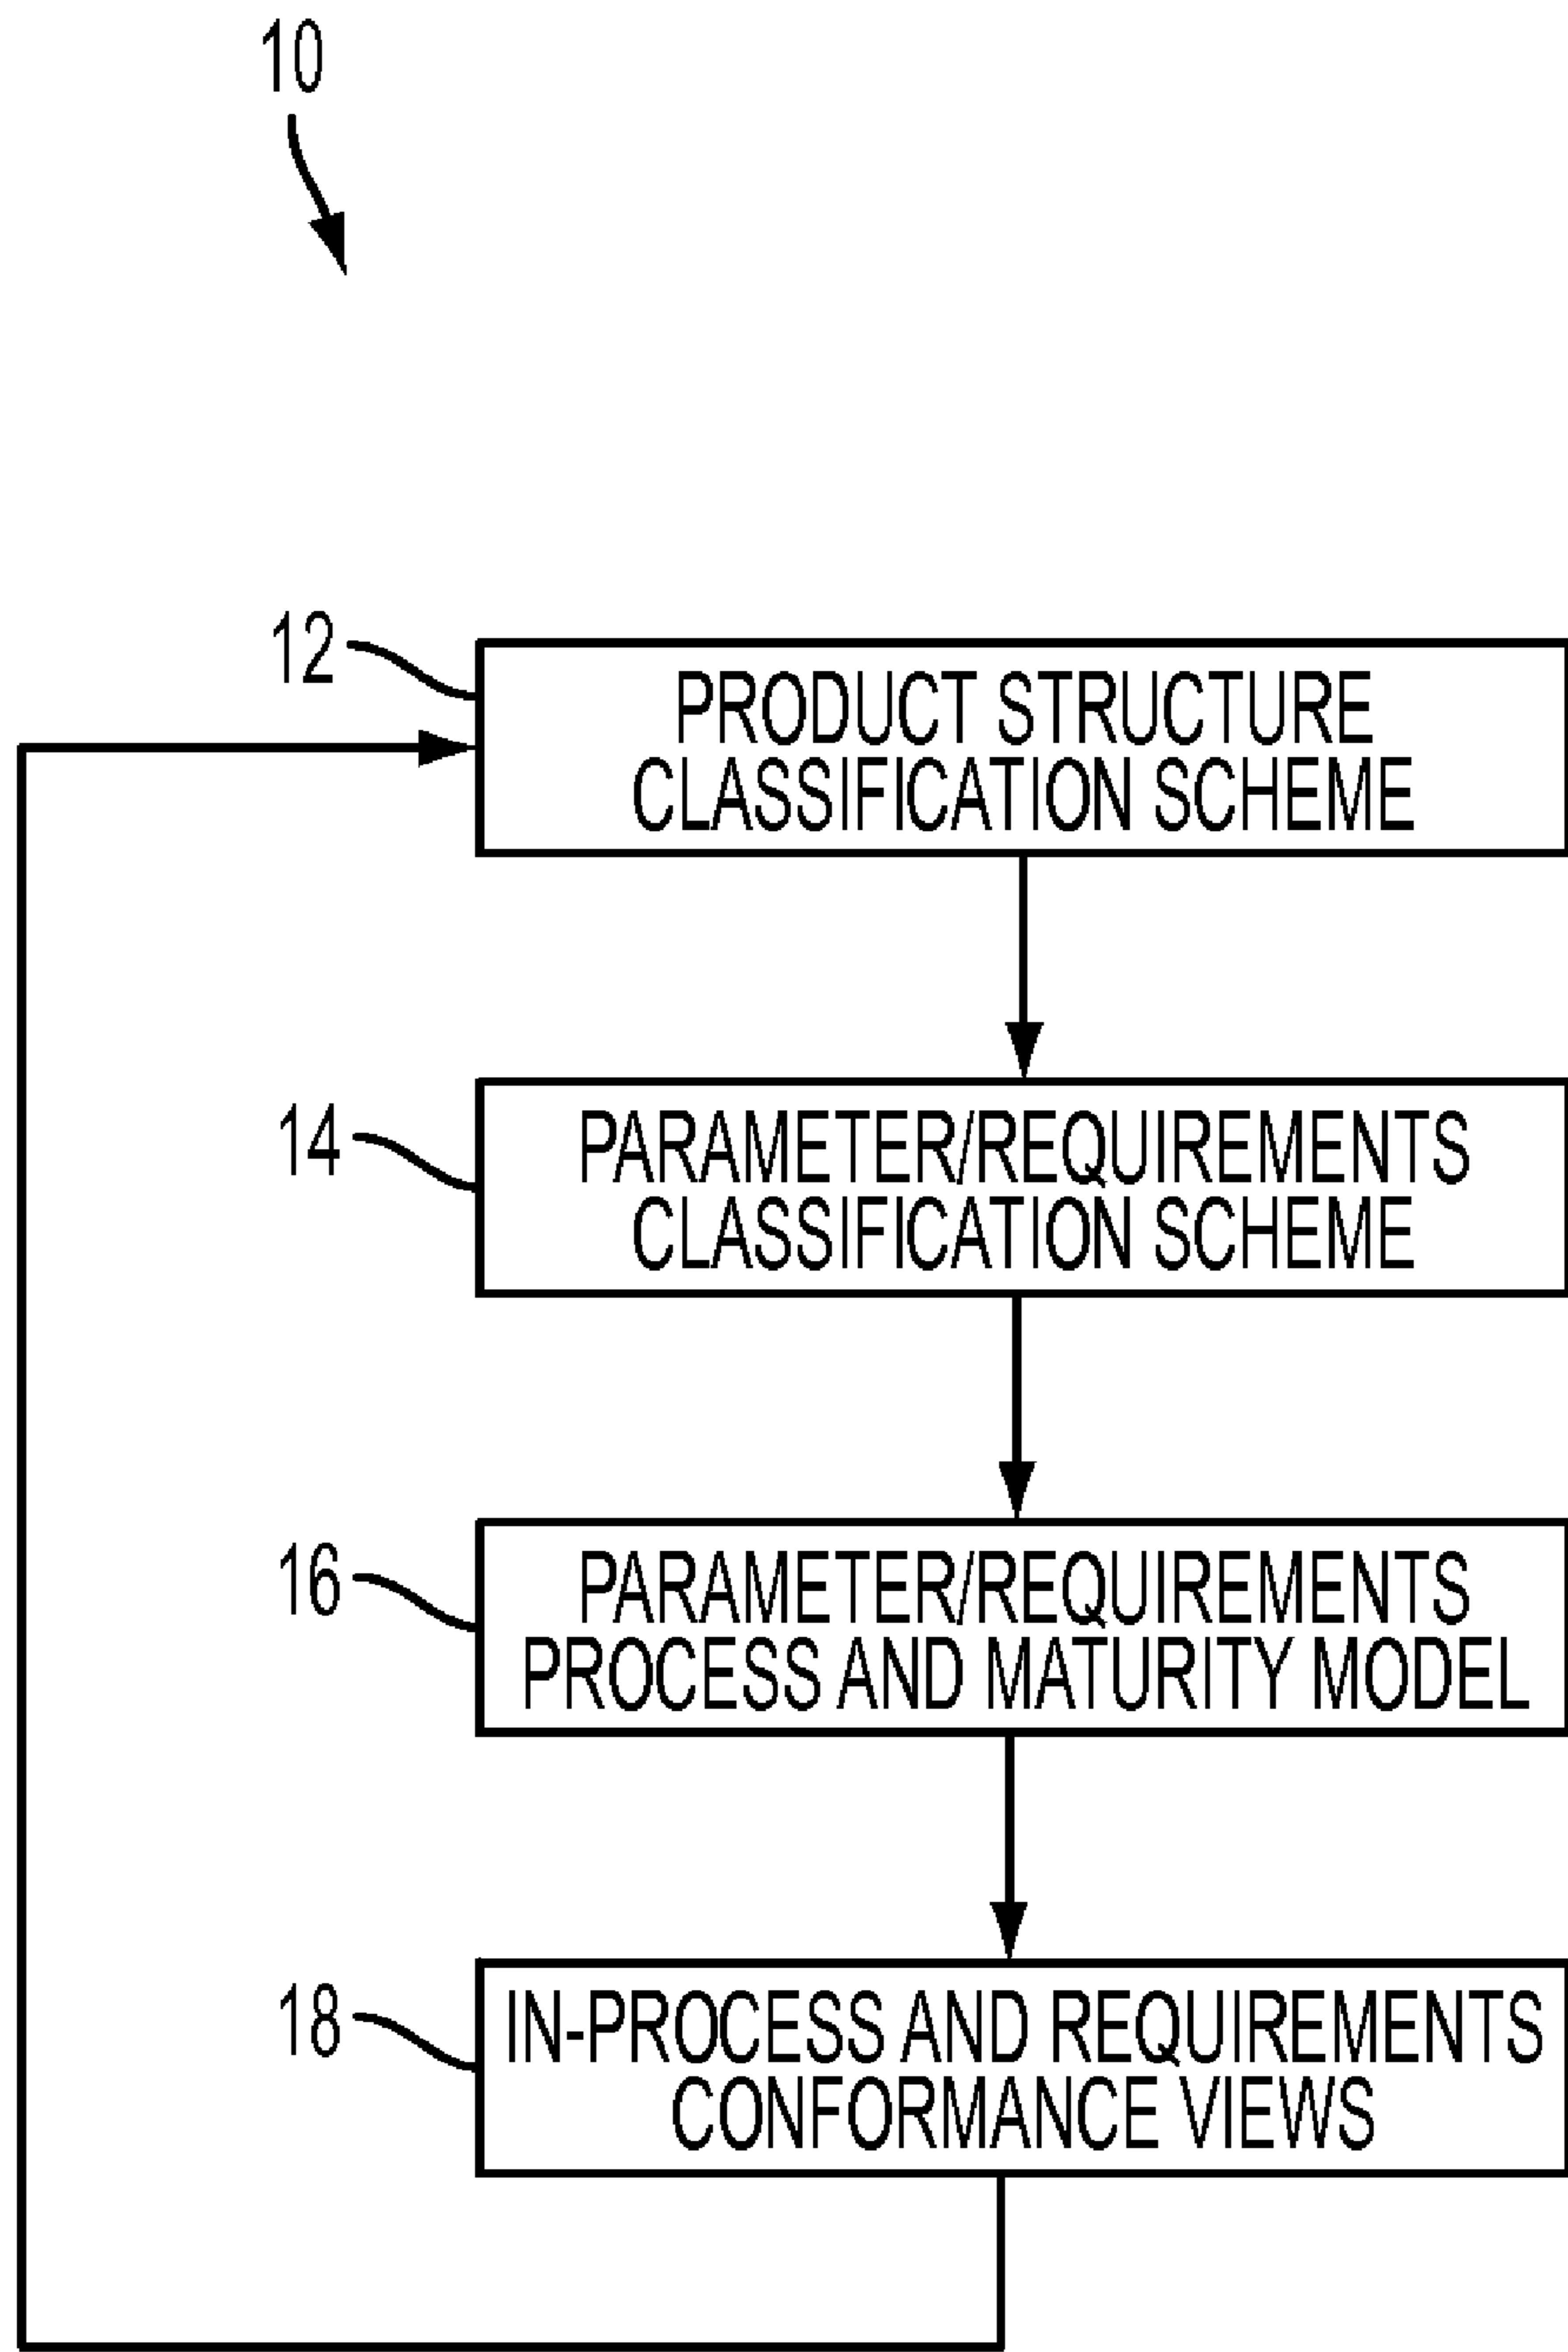 10
12
PRODUCT STRUCTURE
CLASSIFICATION SCHEME
14
PARAMETER/REQUIREMENTS
CLASSIFICATION SCHEME
16
PARAMETER/REQUIREMENTS
PROCESS AND MATURITY MODEL
18
IN-PROCESS AND REQUIREMENTS
CONFORMANCE VIEWS